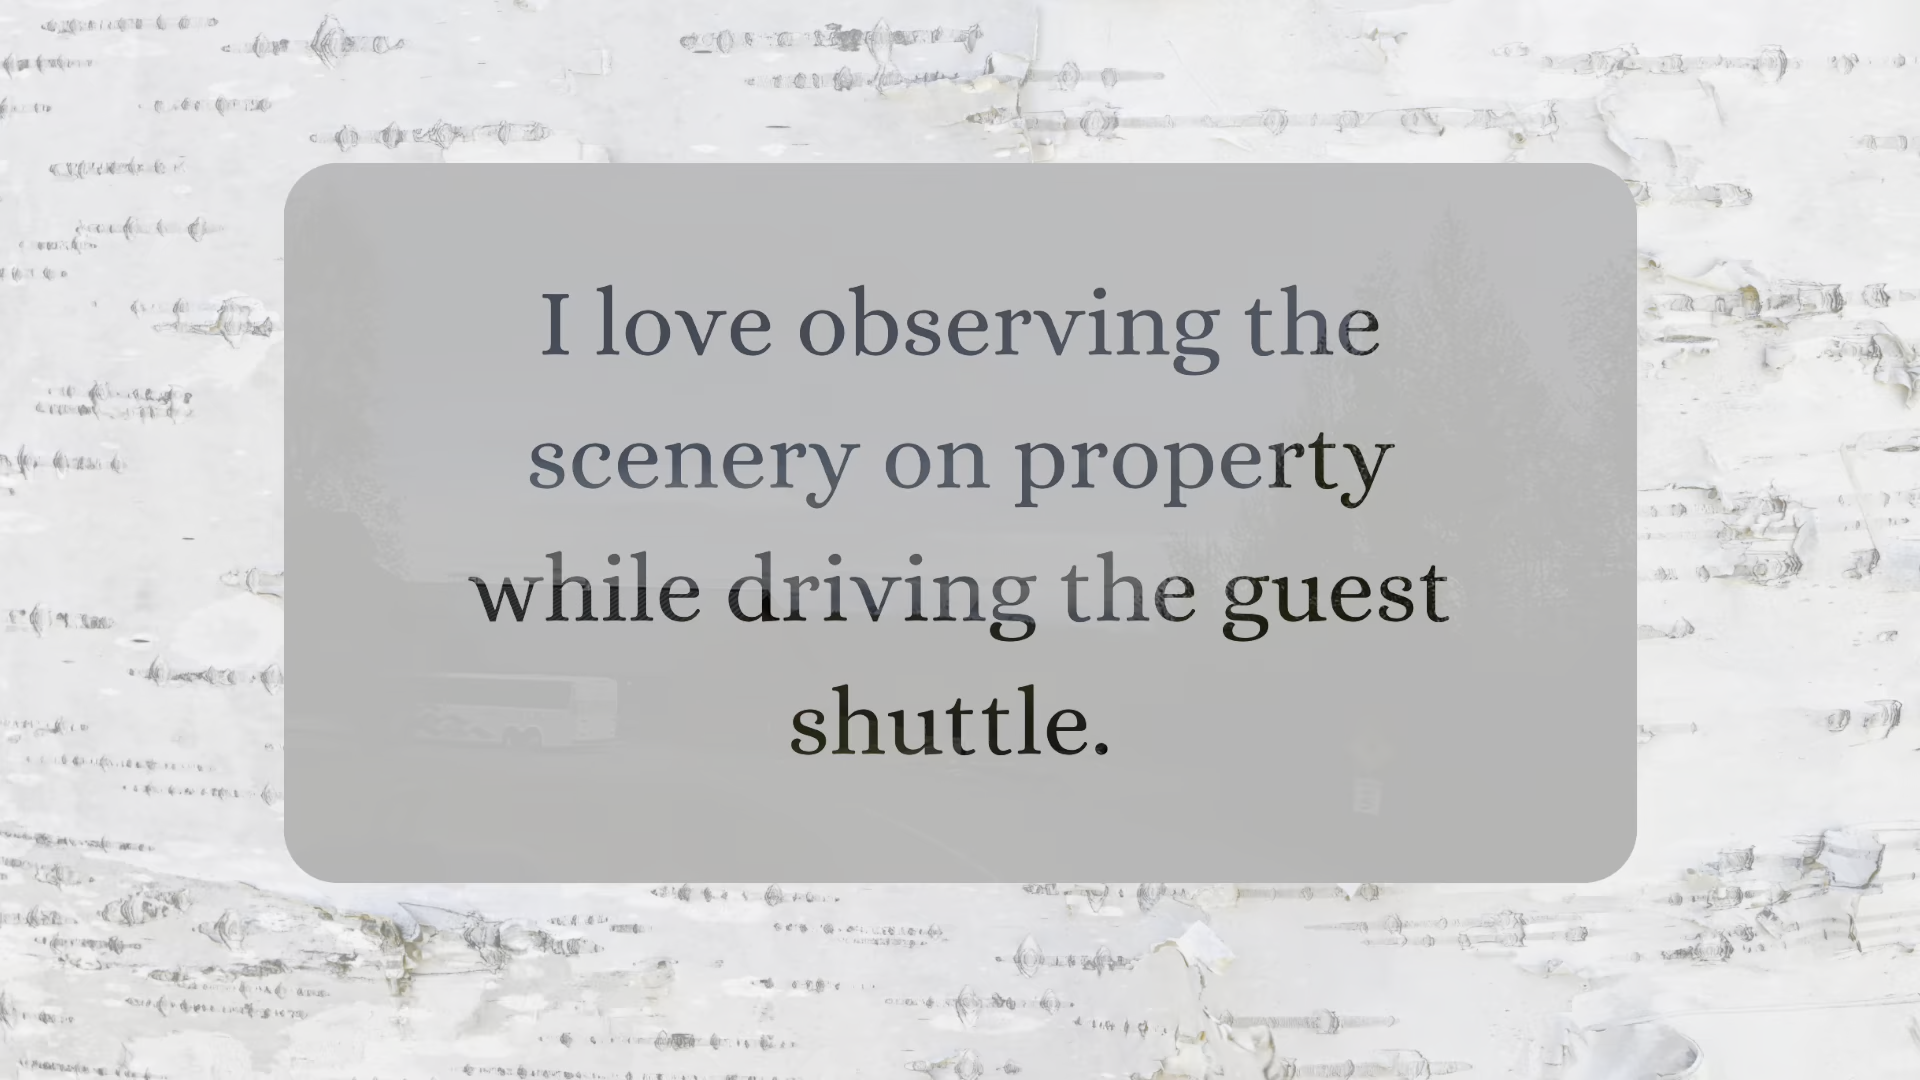 I love observing the
scenery on property
while driving the guest
shuttle.